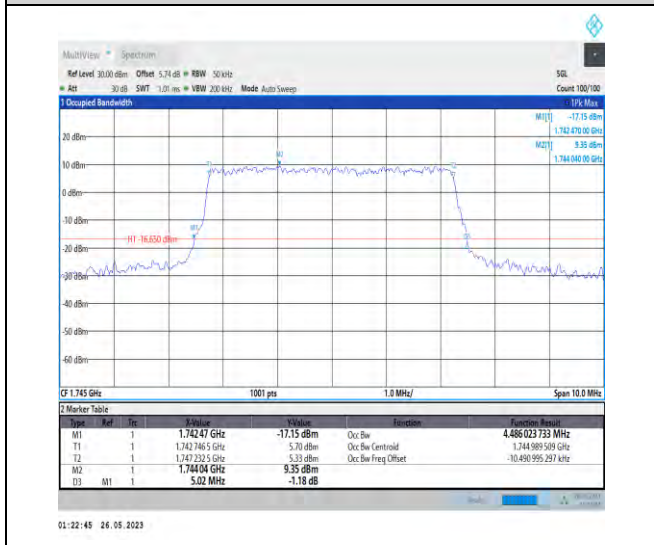 MultiView Spectrum
Ref Level 30.00 dBm Offset 5.74 dB RBW 50 kHz SGL
Att 30 dB SWT 1.01 ms VBW 200 kHz Mode Auto Sweep Count 100/100
1 Occupied Bandwidth 1Pk Max
M1[1] -17.15 dBm
1.742 470 00 GHz
M2[1] 9.35 dBm
1.744 040 00 GHz
20 dBm
M2
10 dBm
0 dBm
-10 dBm
M1
H1 -16.650 dBm
-20 dBm
-30 dBm
-40 dBm
-50 dBm
-60 dBm
CF 1.745 GHz 1001 pts 1.0 MHz/ Span 10.0 MHz
2 Marker Table
Type Ref Trc X-Value Y-Value Function Function Result
M1 1 1.742 47 GHz -17.15 dBm Occ Bw 4.486 023 733 MHz
T1 1 1.742 746 5 GHz 5.70 dBm Occ Bw Centroid 1.744 989 509 GHz
T2 1 1.747 232 5 GHz 5.33 dBm Occ Bw Freq Offset -10.490 995 297 kHz
M2 1 1.744 04 GHz 9.35 dBm
D3 M1 1 5.02 MHz -1.18 dB
01:22:45 26.05.2023